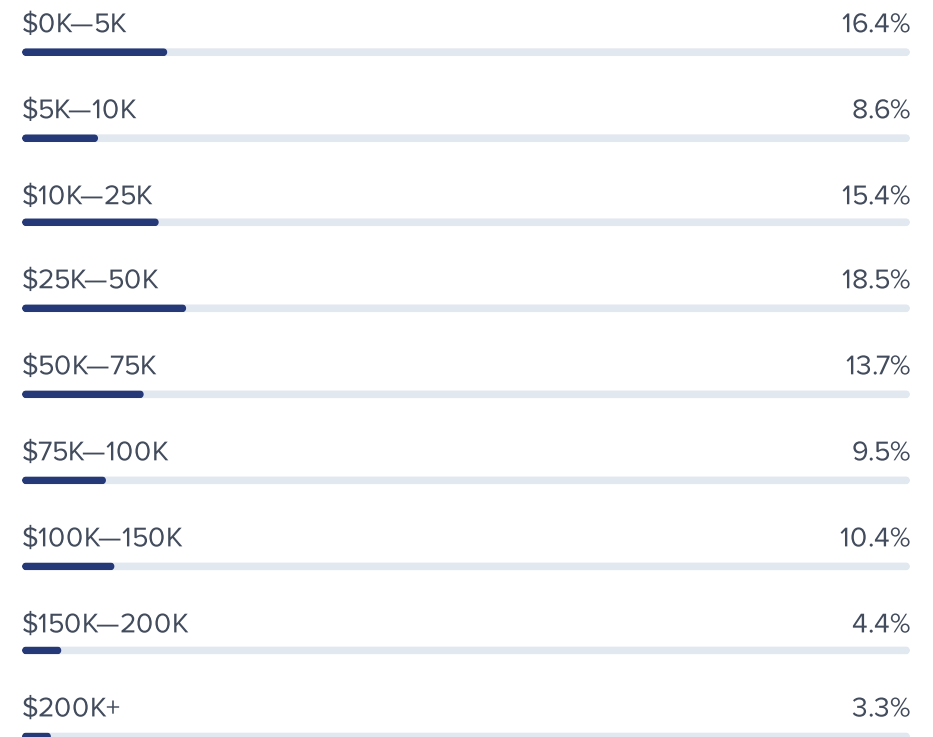 $0K—5K 16.4%
$5K—10K 8.6%
$10K—25K 15.4%
$25K—50K 18.5%
$50K—75K 13.7%
$75K—100K 9.5%
$100K—150K 10.4%
$150K—200K 4.4%
$200K+ 3.3%